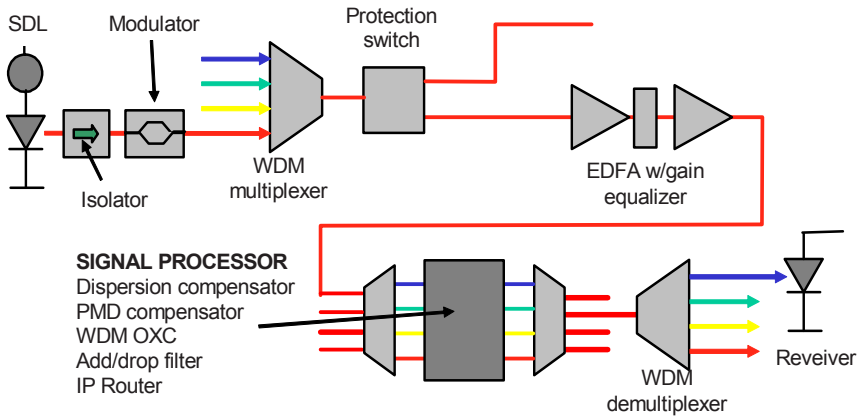 SDL
Modulator
Protection
switch
WDM
multiplexer
Isolator
EDFA w/gain
equalizer
SIGNAL PROCESSOR
Dispersion compensator
PMD compensator
WDM OXC
Add/drop filter
IP Router
WDM
demultiplexer
Reveiver